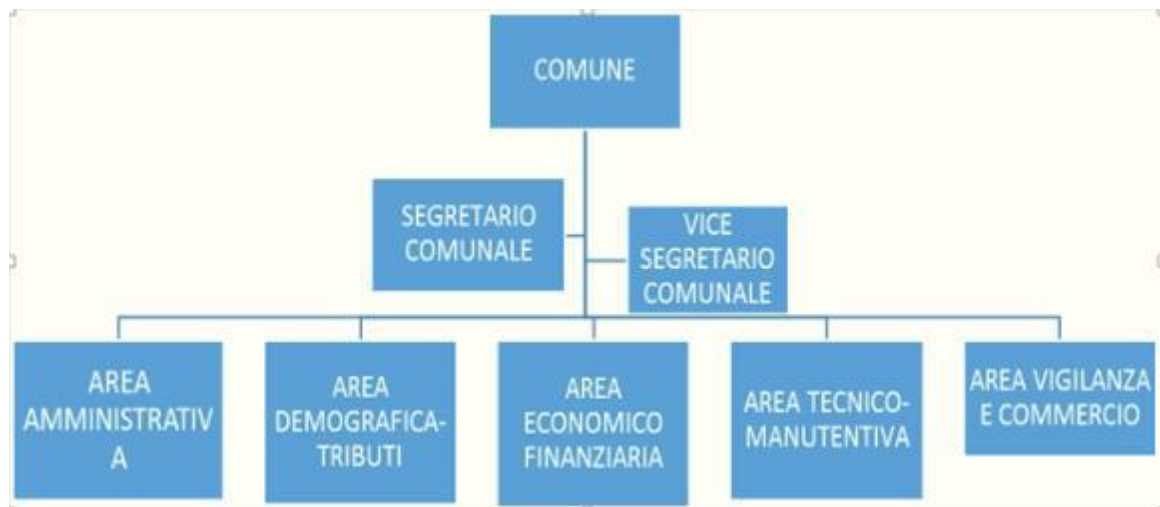 COMUNE
SEGRETARIO
COMUNALE
VICE
SEGRETARIO
COMUNALE
AREA
AMMINISTRATIV
A
AREA
DEMOGRAFICA-
TRIBUTI
AREA
ECONOMICO
FINANZIARIA
AREA TECNICO-
MANUTENTIVA
AREA VIGILANZA
E COMMERCIO